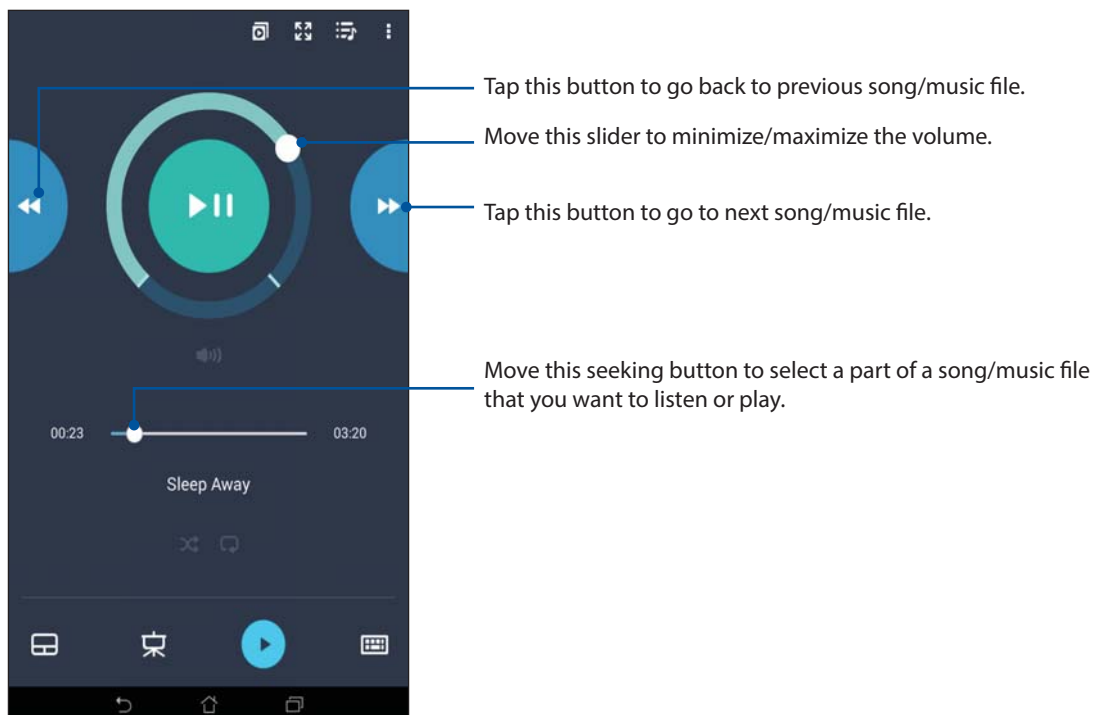 Tap this button to go back to previous song/music file.
Move this slider to minimize/maximize the volume.
Tap this button to go to next song/music file.
Move this seeking button to select a part of a song/music file
that you want to listen or play.
00:23
03:20
Sleep Away